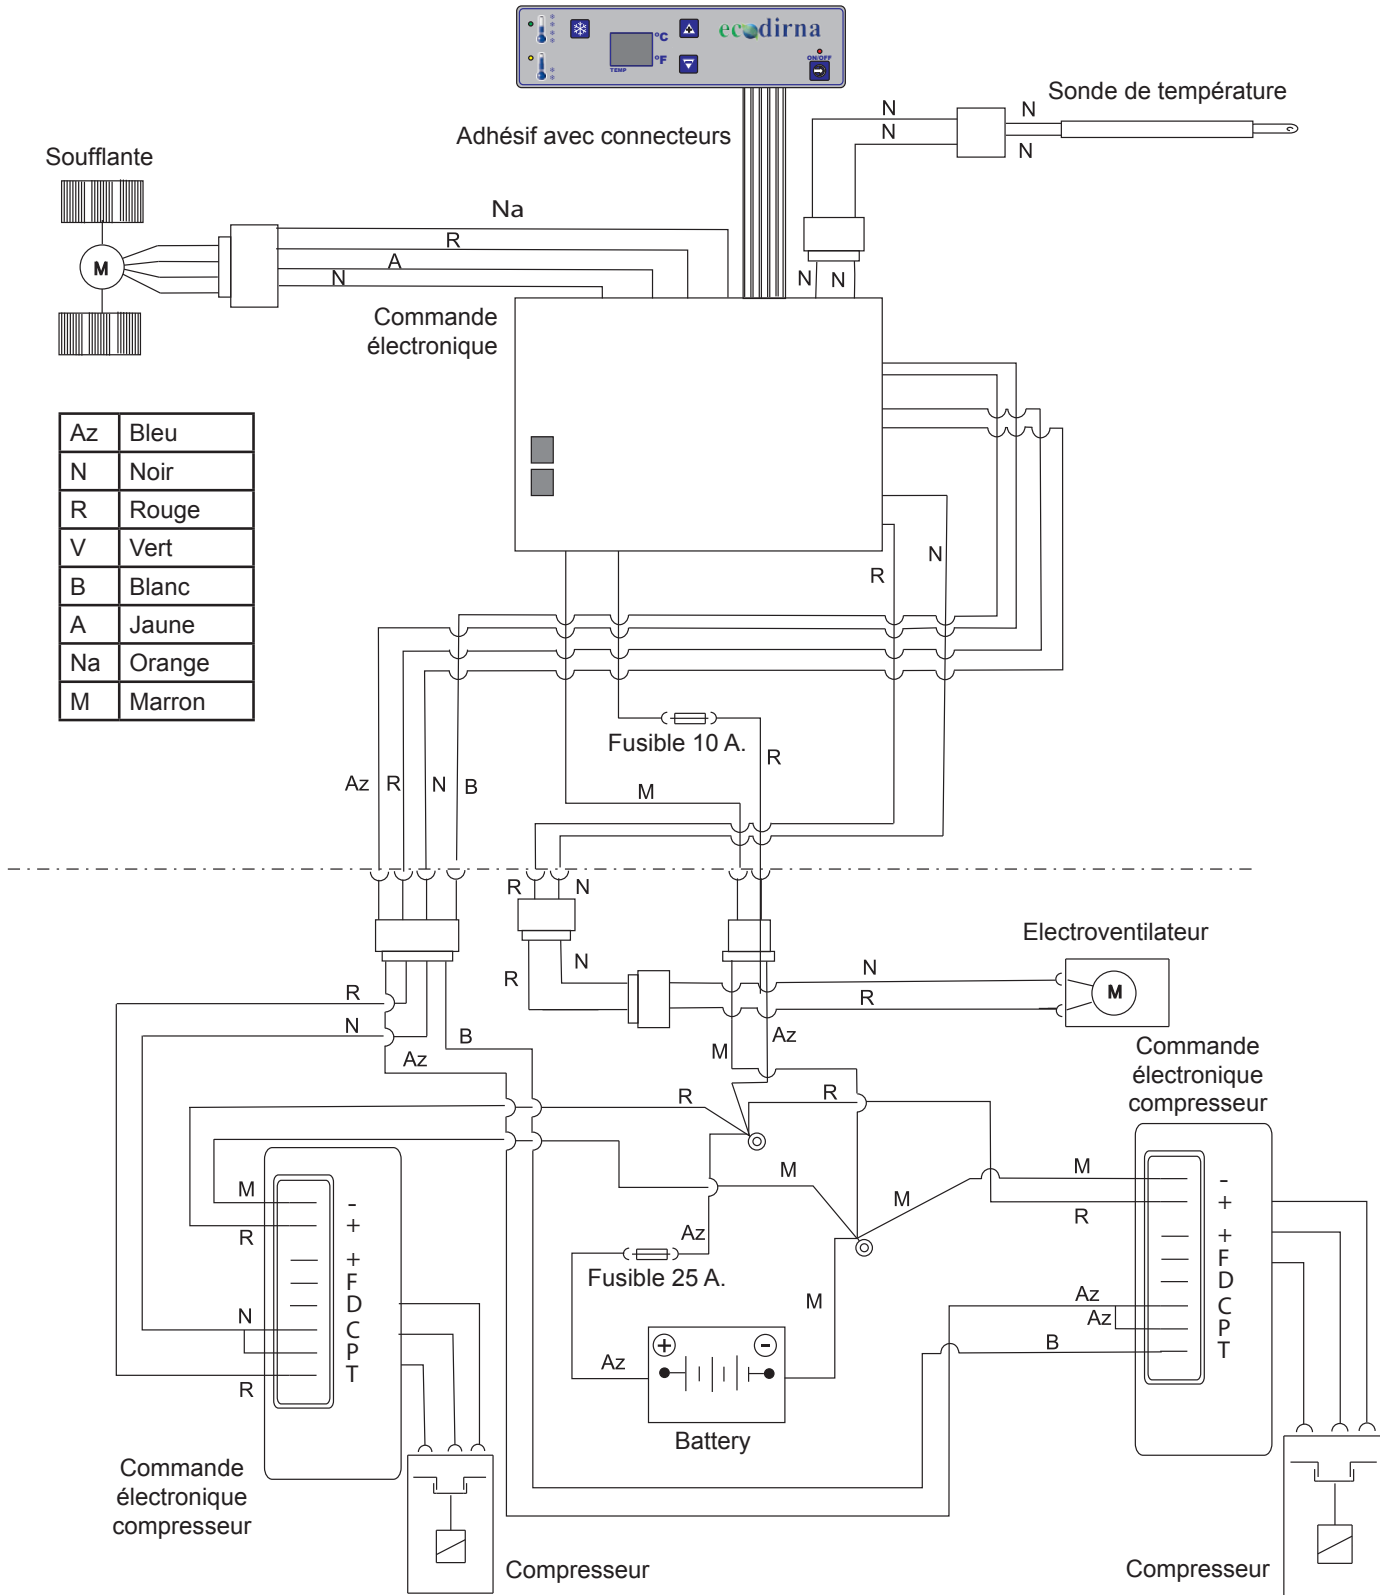 °C
°F
TEMP
ecodirna
ON/OFF
Sonde de température
N
N
N
N
Adhésif avec connecteurs
Soufflante
Na
R
A
N
M
N
N
Commande
électronique
Az Bleu
N Noir
R Rouge
V Vert
B Blanc
A Jaune
Na Orange
M Marron
N
R
Fusible 10 A.
R
Az
R
N
B
M
R
N
Electroventilateur
N
R
N
R
M
R
N
B
Az
M
Az
Commande
électronique
compresseur
R
R
M
M
M
R
M
R
-
+
+
F
D
C
P
T
N
R
Az
Fusible 25 A.
M
Az
+
-
Battery
-
+
+
F
D
C
P
T
Az
Az
B
Commande
électronique
compresseur
Compresseur
Compresseur